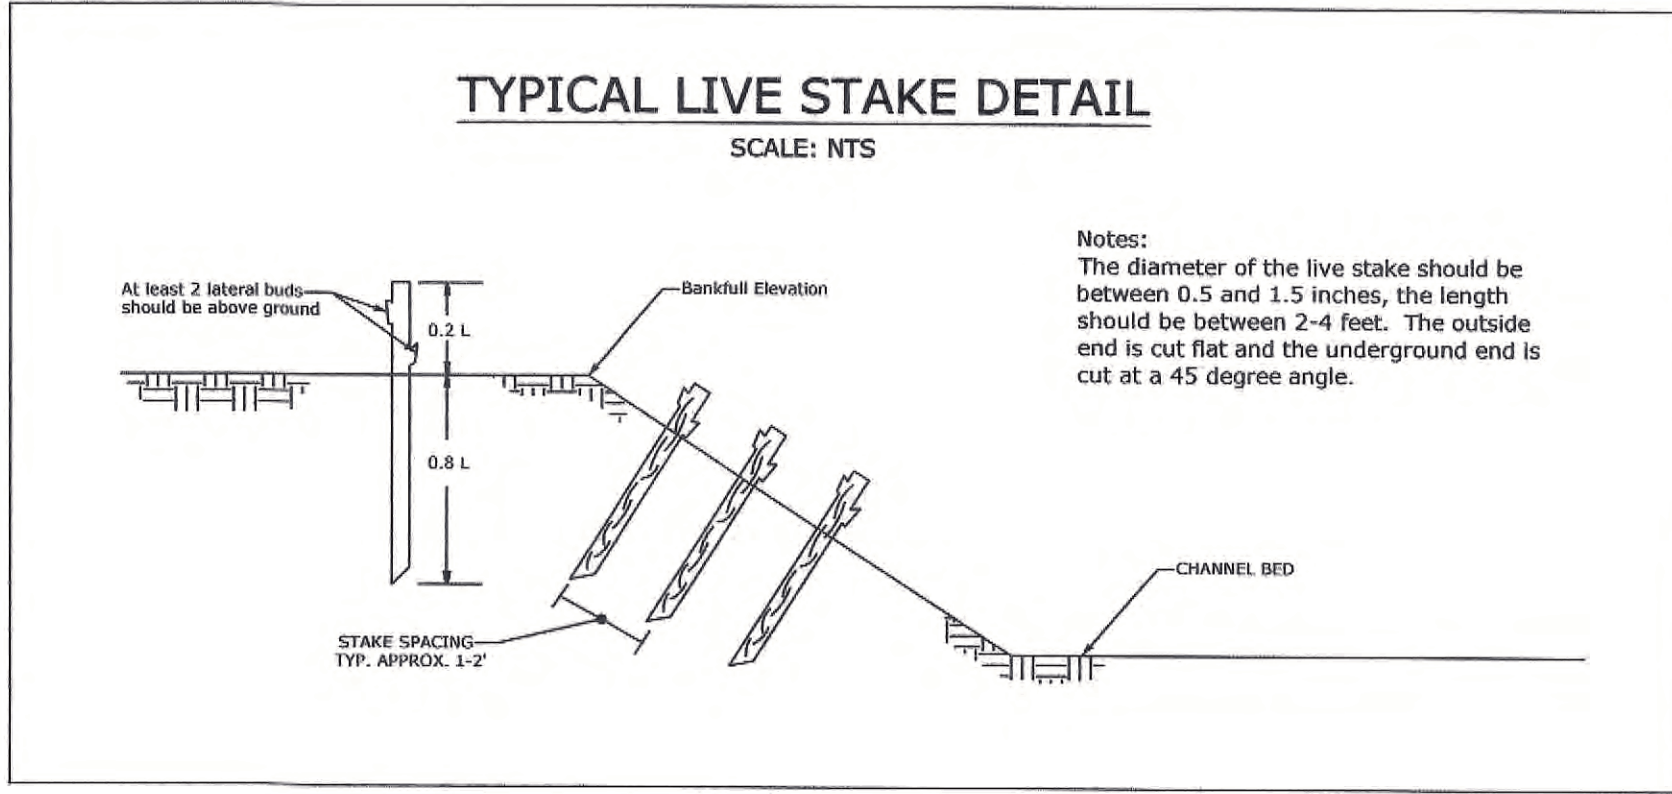 TYPICAL LIVE STAKE DETAIL
SCALE: NTS
At least 2 lateral buds
should be above ground
0.2 L
0.8 L
Bankfull Elevation
Notes:
The diameter of the live stake should be
between 0.5 and 1.5 inches, the length
should be between 2-4 feet. The outside
end is cut flat and the underground end is
cut at a 45 degree angle.
STAKE SPACING
TYP. APPROX. 1-2'
CHANNEL BED